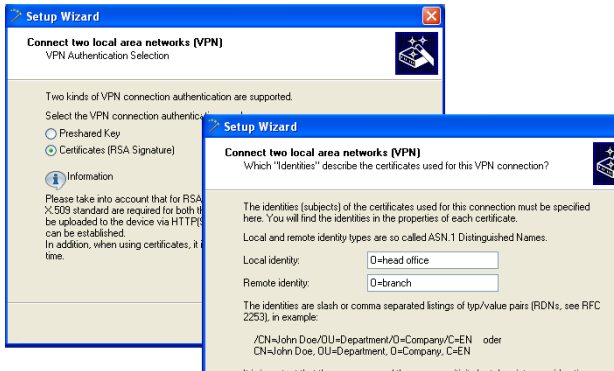 Setup Wizard
Connect two local area networks (VPN)
VPN Authentication Selection
Two kinds of VPN connection authentication are supported.
Select the VPN connection authentic
Preshared Key
Certificates (RSA Signature)
Information
Please take into account that for RSA
X.509 standard are required for both th
be uploaded to the device via HTTP(S
can be established.
In addition, when using certificates, it i
time.
Setup Wizard
Connect two local area networks (VPN)
Which "Identities" describe the certificates used for this VPN connection?
The identities (subjects) of the certificates used for this connection must be specified
here. You will find the identities in the properties of each certificate.
Local and remote identity types are so called ASN.1 Distinguished Names.
Local identity: O=head office
Remote identity: O=branch
The identities are slash or comma separated listings of typ/value pairs (RDNs, see RFC
2253), in example:
/CN=John Doe/OU=Department/O=Company/C=EN oder
CN=John Doe, OU=Department, O=Company, C=EN